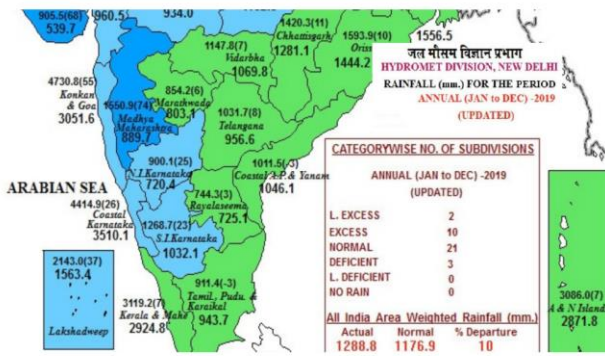 905.5(68)
539.7
960.5
934.0
1420.3(11)
Chhattisgarh
1281.1
1593.9(10)
Oris
1444.2
1556.5
1147.8(7)
Vidarbha
1069.8
4730.8(55)
Konkan
& Goa
3051.6
1550.9(74)
Madhya
Maharashtra
889.7
854.2(6)
Marathwada
803.1
1031.7(8)
Telangana
956.6
900.1(25)
N.I.Karnataka
720.4
1011.5(-3)
Coastal A.P.& Yanam
1046.1
744.3(3)
Rayalaseema
725.1
ARABIAN SEA
4414.9(26)
Coastal
Karnataka
3510.1
1268.7(23)
S.I.Karnataka
1032.1
2143.0(37)
1563.4
Lakshadweep
3119.2(7)
Kerala & Mahe
2924.8
911.4(-3)
Tamil, Pudu. &
Karaikal
943.7
जल मौसम विज्ञान प्रभाग
HYDROMET DIVISION, NEW DELHI
RAINFALL (mm.) FOR THE PERIOD
ANNUAL (JAN to DEC) -2019
(UPDATED)
CATEGORYWISE NO. OF SUBDIVISIONS
ANNUAL (JAN to DEC) -2019
(UPDATED)
L. EXCESS 2
EXCESS 10
NORMAL 21
DEFICIENT 3
L. DEFICIENT 0
NO RAIN 0
All India Area Weighted Rainfall (mm.)
Actual Normal % Departure
1288.8 1176.9 10
3086.0(7)
A & N Island
2871.8